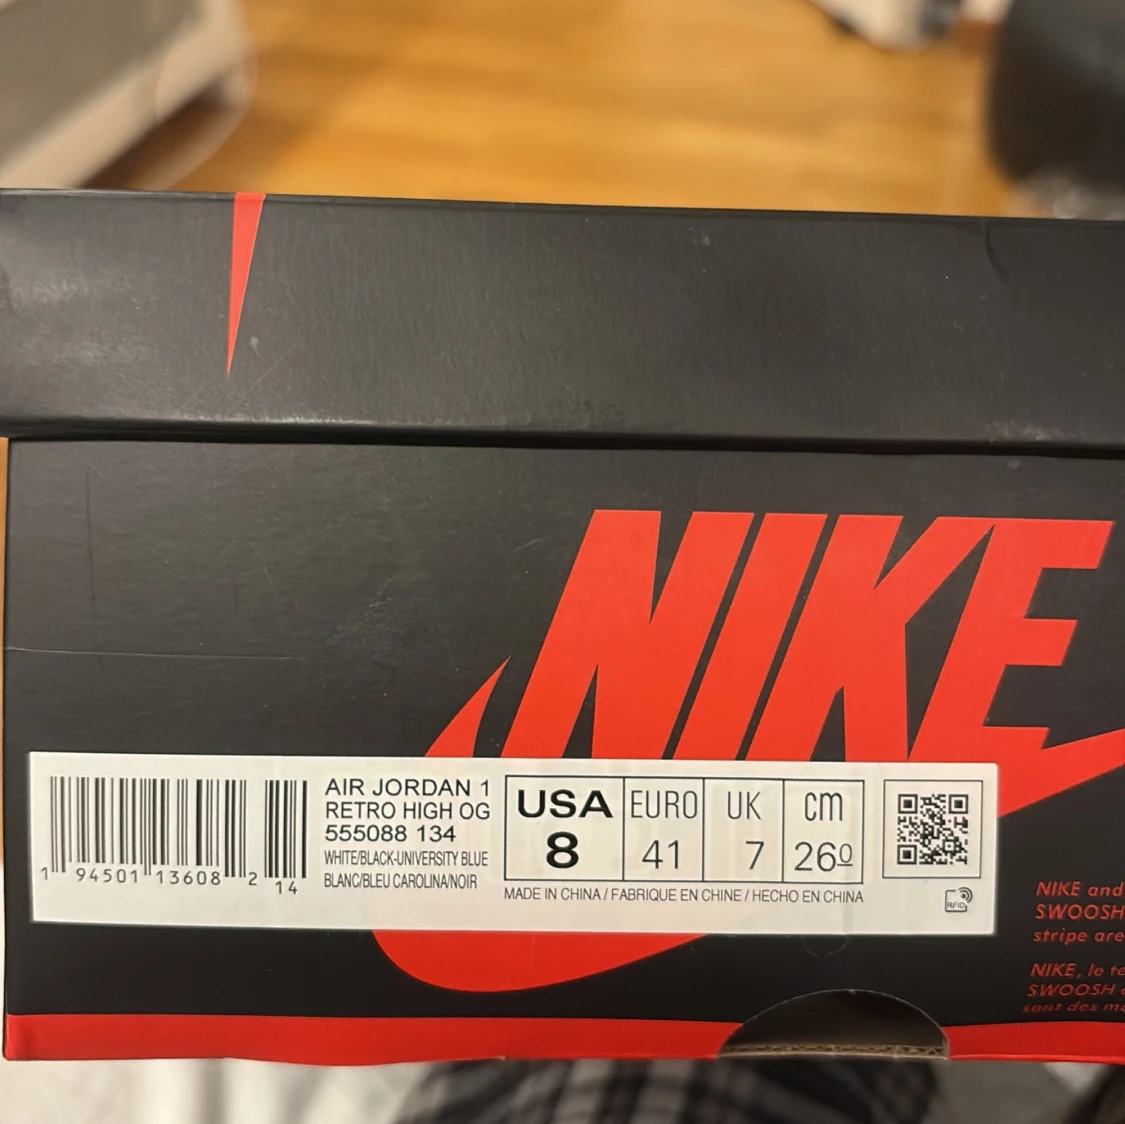 NIKE
AIR JORDAN 1
RETRO HIGH OG
555088 134
WHITE/BLACK-UNIVERSITY BLUE
BLANC/BLEU CAROLINA/NOIR
1 94501 13608 2 14
USA EURO UK cm
8 41 7 260
MADE IN CHINA / FABRIQUE EN CHINE / HECHO EN CHINA
RFID
NIKE and
SWOOSH
stripe are
NIKE, le te
SWOOSH
sont des